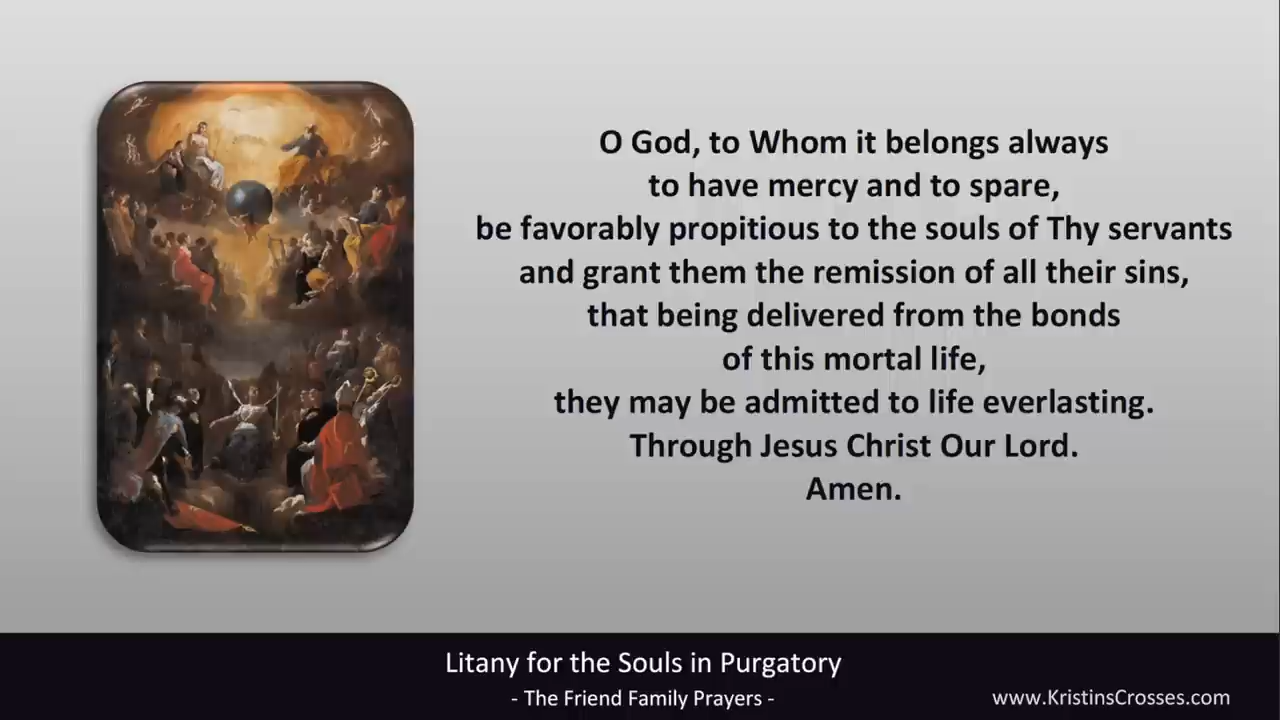 O God, to Whom it belongs always
to have mercy and to spare,
be favorably propitious to the souls of Thy servants
and grant them the remission of all their sins,
that being delivered from the bonds
of this mortal life,
they may be admitted to life everlasting.
Through Jesus Christ Our Lord.
Amen.
Litany for the Souls in Purgatory
- The Friend Family Prayers -
www.KristinsCrosses.com